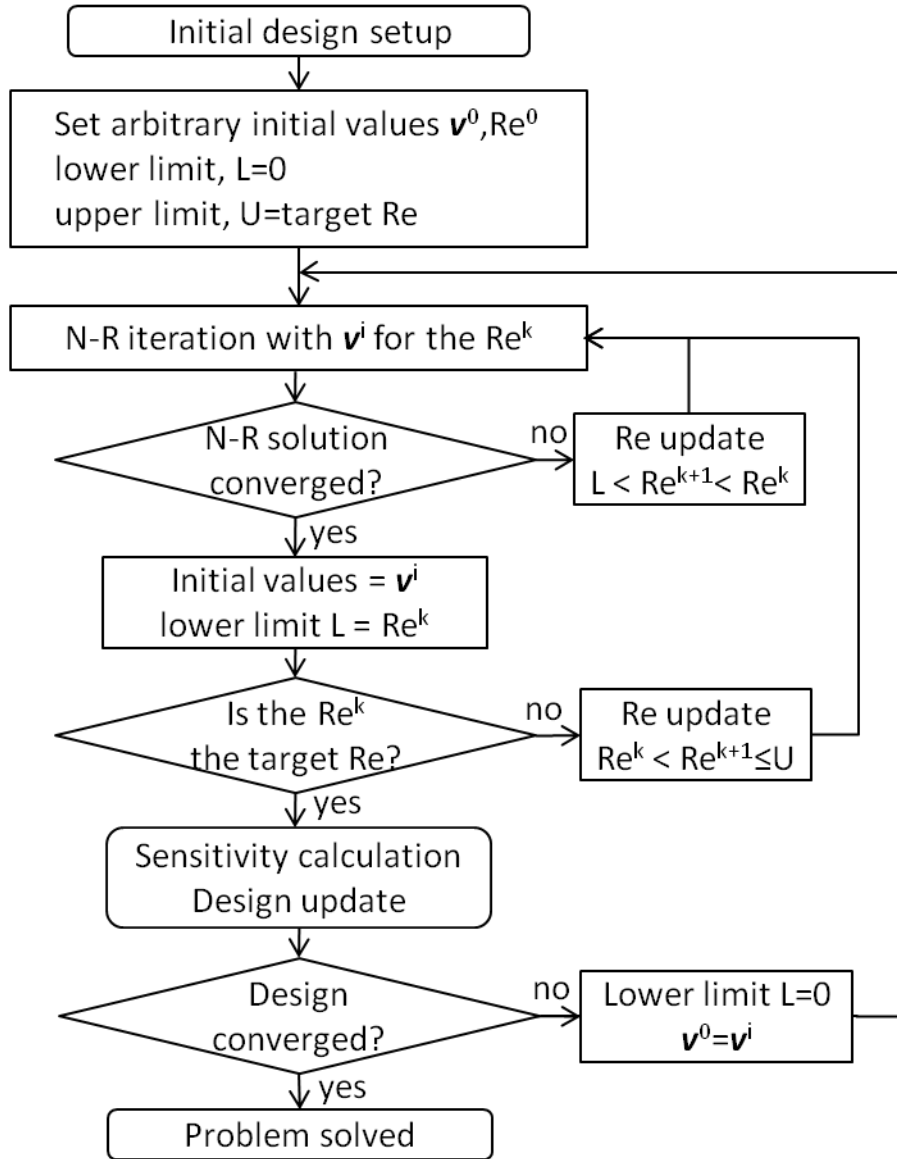 Initial design setup
Set arbitrary initial values v⁰,Re⁰
lower limit, L=0
upper limit, U=target Re
N-R iteration with vⁱ for the Reᵏ
N-R solution
converged?
no
Re update
L < Reᵏ⁺¹< Reᵏ
yes
Initial values = vⁱ
lower limit L = Reᵏ
Is the Reᵏ
the target Re?
no
Re update
Reᵏ < Reᵏ⁺¹≤U
yes
Sensitivity calculation
Design update
Design
converged?
no
Lower limit L=0
v⁰=vⁱ
yes
Problem solved